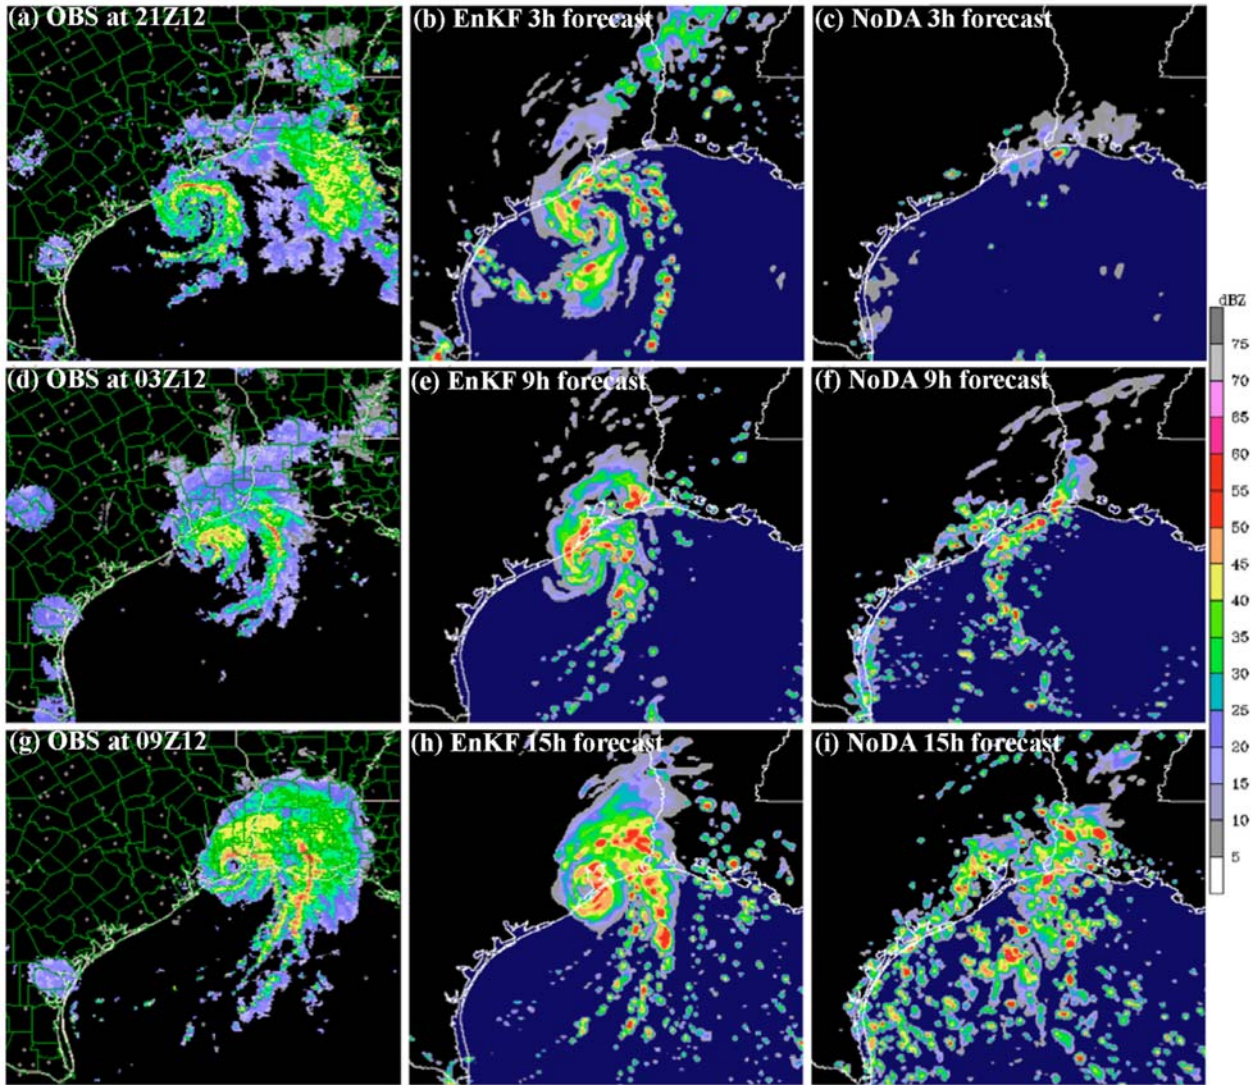 (a) OBS at 21Z12
(b) EnKF 3h forecast
(c) NoDA 3h forecast
dBZ
75
70
65
60
55
50
45
40
35
30
25
20
15
10
5
(d) OBS at 03Z12
(e) EnKF 9h forecast
(f) NoDA 9h forecast
(g) OBS at 09Z12
(h) EnKF 15h forecast
(i) NoDA 15h forecast